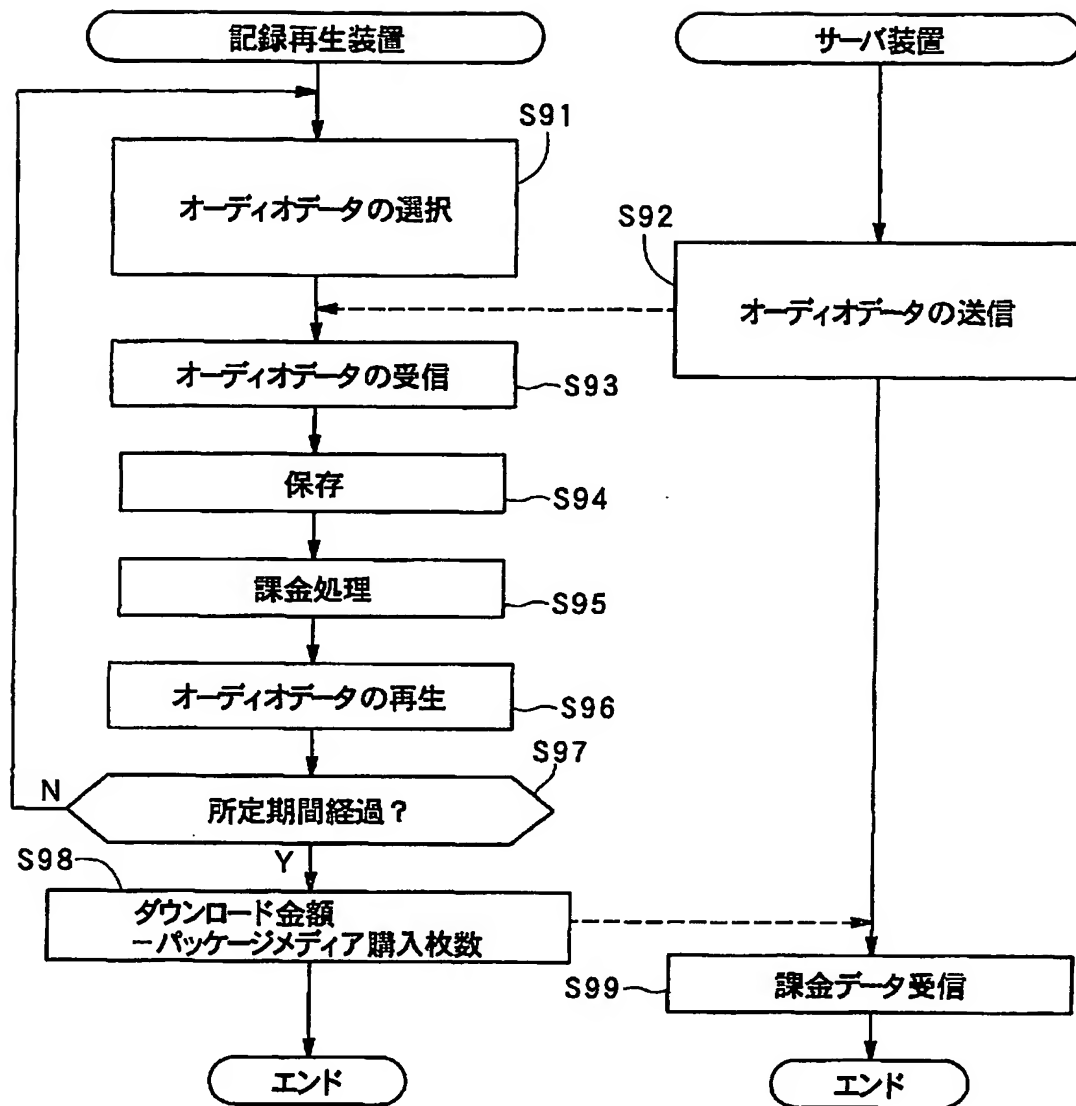 記録再生装置
サーバ装置
S91
オーディオデータの選択
S92
オーディオデータの送信
オーディオデータの受信
S93
保存
S94
課金処理
S95
オーディオデータの再生
S96
S97
N
所定期間経過?
Y
S98
ダウンロード金額
−パッケージメディア購入枚数
S99
課金データ受信
エンド
エンド